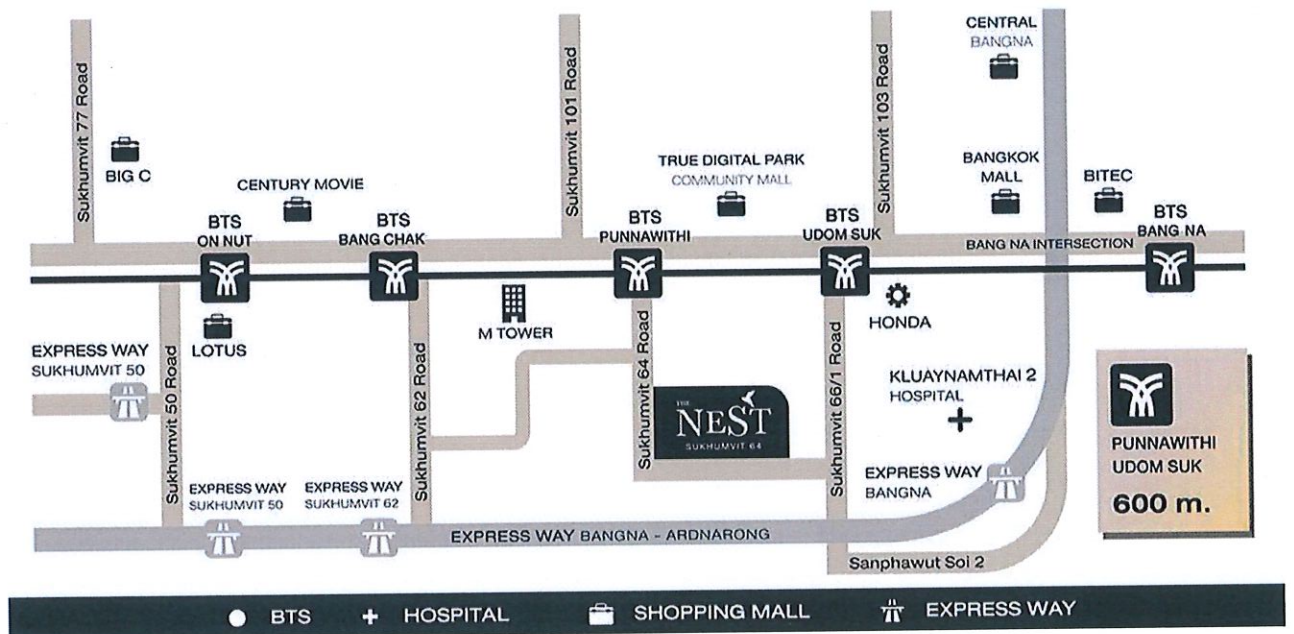 CENTRAL
BANGNA
Sukhumvit 77 Road
Sukhumvit 101 Road
Sukhumvit 103 Road
BIG C
CENTURY MOVIE
TRUE DIGITAL PARK
COMMUNITY MALL
BANGKOK
MALL
BITEC
BTS
ON NUT
BTS
BANG CHAK
BTS
PUNNAWITHI
BTS
UDOM SUK
BANG NA INTERSECTION
BTS
BANG NA
LOTUS
M TOWER
HONDA
EXPRESS WAY
SUKHUMVIT 50
Sukhumvit 50 Road
Sukhumvit 62 Road
Sukhumvit 64 Road
THE
NEST
SUKHUMVIT 64
Sukhumvit 66/1 Road
KLUAYNAMTHAI 2
HOSPITAL
PUNNAWITHI
UDOM SUK
600 m.
EXPRESS WAY
SUKHUMVIT 50
EXPRESS WAY
SUKHUMVIT 62
EXPRESS WAY
BANGNA
EXPRESS WAY BANGNA - ARDNARONG
Sanphawut Soi 2
BTS
HOSPITAL
SHOPPING MALL
EXPRESS WAY